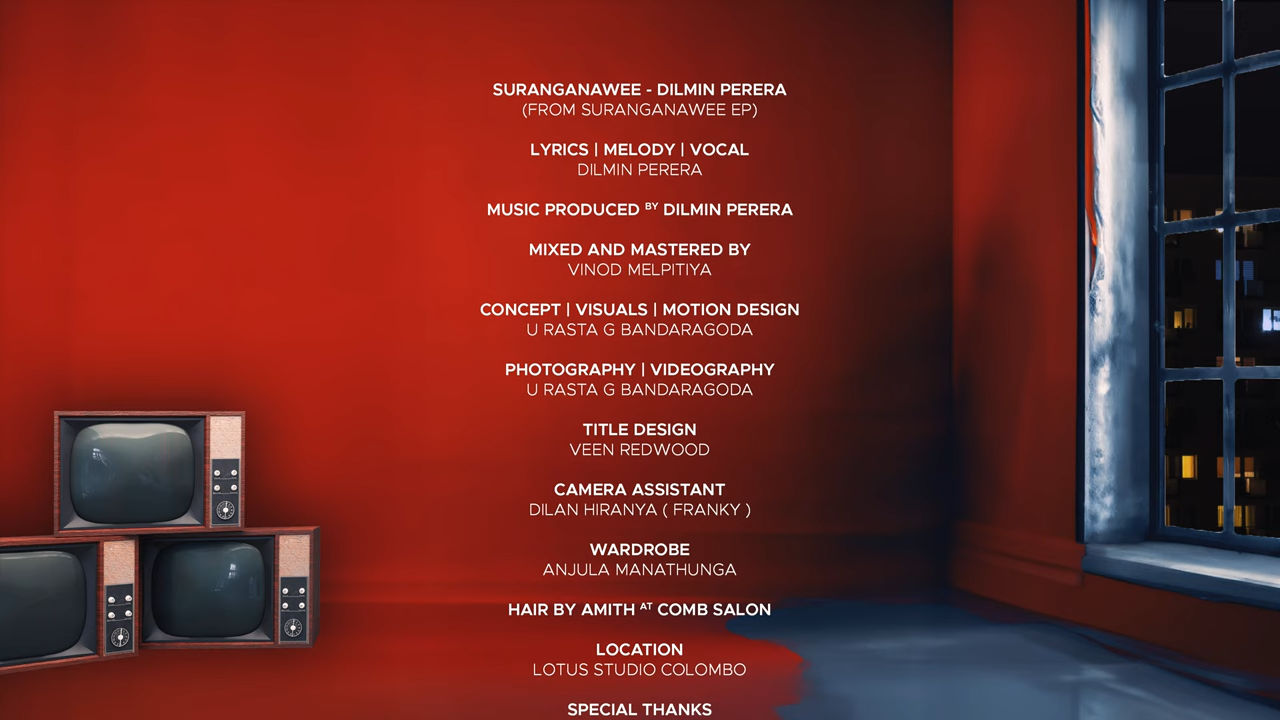 SURANGANAWEE - DILMIN PERERA
(FROM SURANGANAWEE EP)
LYRICS | MELODY | VOCAL
DILMIN PERERA
MUSIC PRODUCED BY DILMIN PERERA
MIXED AND MASTERED BY
VINOD MELPITIYA
CONCEPT | VISUALS | MOTION DESIGN
U RASTA G BANDARAGODA
PHOTOGRAPHY | VIDEOGRAPHY
U RASTA G BANDARAGODA
TITLE DESIGN
VEEN REDWOOD
CAMERA ASSISTANT
DILAN HIRANYA ( FRANKY )
WARDROBE
ANJULA MANATHUNGA
HAIR BY AMITH AT COMB SALON
LOCATION
LOTUS STUDIO COLOMBO
SPECIAL THANKS